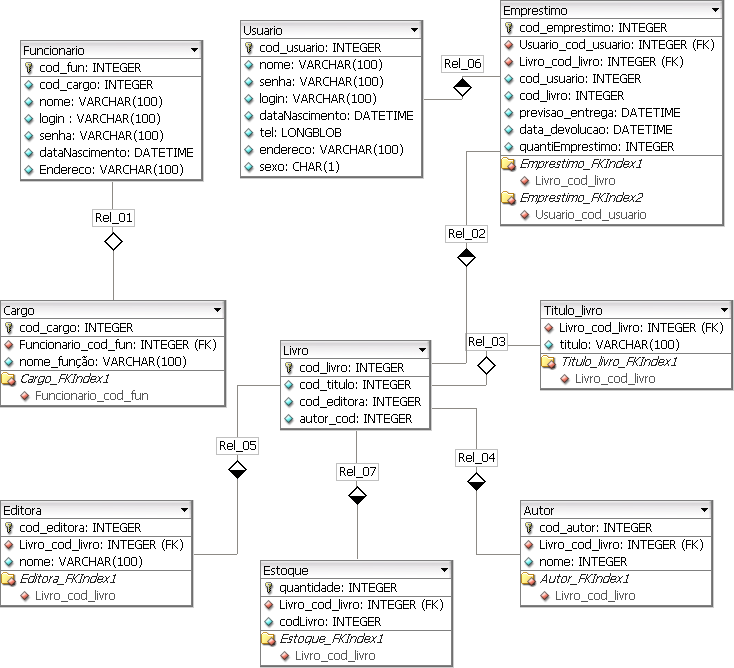 Funcionario
cod_fun: INTEGER
cod_cargo: INTEGER
nome: VARCHAR(100)
login : VARCHAR(100)
senha: VARCHAR(100)
dataNascimento: DATETIME
Endereco: VARCHAR(100)
Usuario
cod_usuario: INTEGER
nome: VARCHAR(100)
senha: VARCHAR(100)
login: VARCHAR(100)
dataNascimento: DATETIME
tel: LONGBLOB
endereco: VARCHAR(100)
sexo: CHAR(1)
Rel_06
Emprestimo
cod_emprestimo: INTEGER
Usuario_cod_usuario: INTEGER (FK)
Livro_cod_livro: INTEGER (FK)
cod_usuario: INTEGER
cod_livro: INTEGER
previsao_entrega: DATETIME
data_devolucao: DATETIME
quantiEmprestimo: INTEGER
Emprestimo_FKIndex1
Livro_cod_livro
Emprestimo_FKIndex2
Usuario_cod_usuario
Rel_01
Rel_02
Cargo
cod_cargo: INTEGER
Funcionario_cod_fun: INTEGER (FK)
nome_função: VARCHAR(100)
Cargo_FKIndex1
Funcionario_cod_fun
Livro
cod_livro: INTEGER
cod_titulo: INTEGER
cod_editora: INTEGER
autor_cod: INTEGER
Rel_03
Titulo_livro
Livro_cod_livro: INTEGER (FK)
titulo: VARCHAR(100)
Titulo_livro_FKIndex1
Livro_cod_livro
Rel_05
Rel_07
Rel_04
Editora
cod_editora: INTEGER
Livro_cod_livro: INTEGER (FK)
nome: VARCHAR(100)
Editora_FKIndex1
Livro_cod_livro
Estoque
quantidade: INTEGER
Livro_cod_livro: INTEGER (FK)
codLivro: INTEGER
Estoque_FKIndex1
Livro_cod_livro
Autor
cod_autor: INTEGER
Livro_cod_livro: INTEGER (FK)
nome: INTEGER
Autor_FKIndex1
Livro_cod_livro